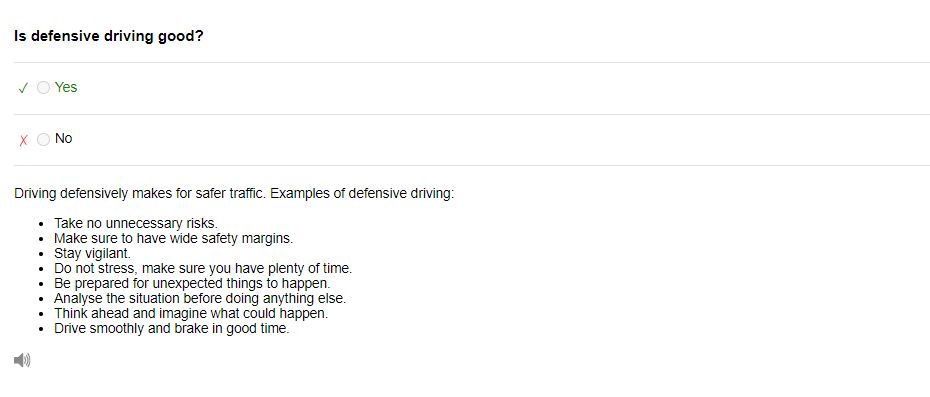 Is defensive driving good?
✓ Yes
X No
Driving defensively makes for safer traffic. Examples of defensive driving:
• Take no unnecessary risks.
• Make sure to have wide safety margins.
• Stay vigilant.
• Do not stress, make sure you have plenty of time.
• Be prepared for unexpected things to happen.
• Analyse the situation before doing anything else.
• Think ahead and imagine what could happen.
• Drive smoothly and brake in good time.